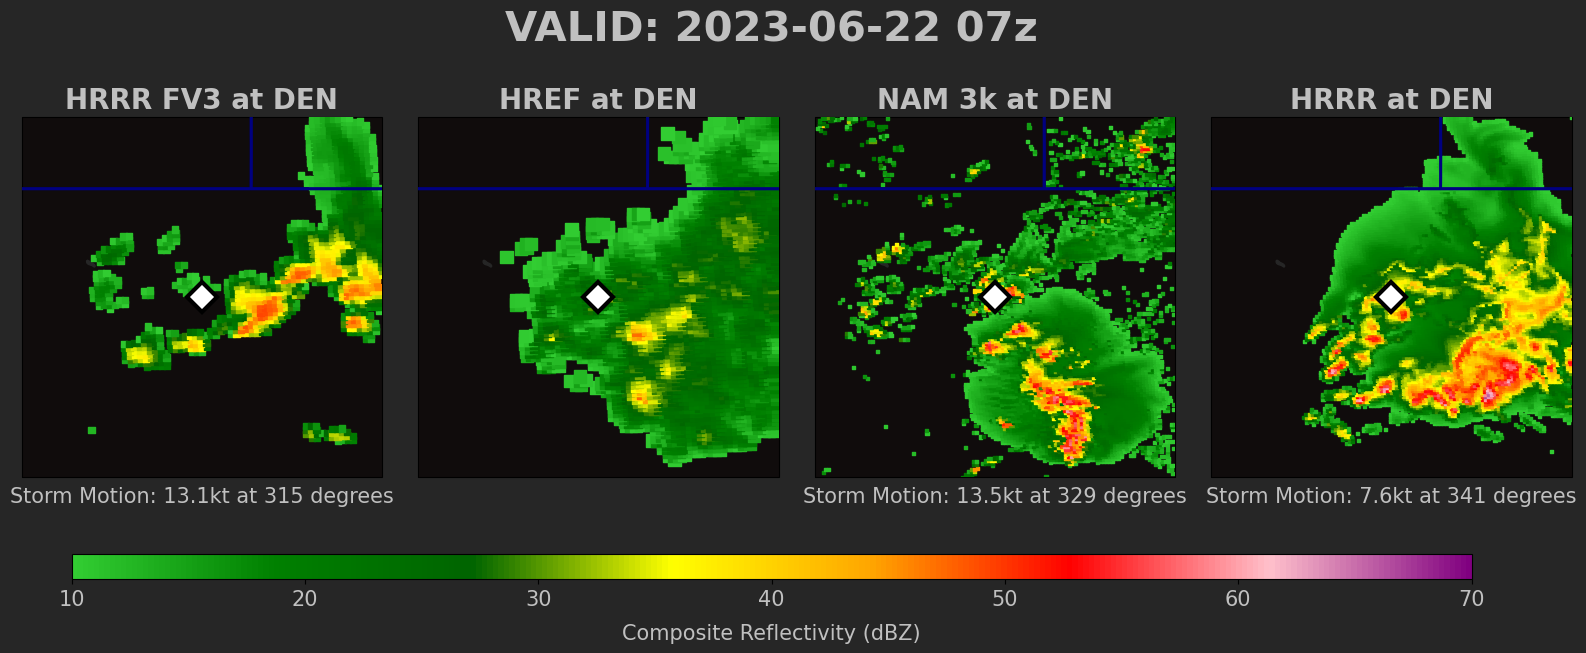 VALID: 2023-06-22 07z
HRRR FV3 at DEN
HREF at DEN
NAM 3k at DEN
HRRR at DEN
Storm Motion: 13.1kt at 315 degrees
Storm Motion: 13.5kt at 329 degrees
Storm Motion: 7.6kt at 341 degrees
10 20 30 40 50 60 70
Composite Reflectivity (dBZ)